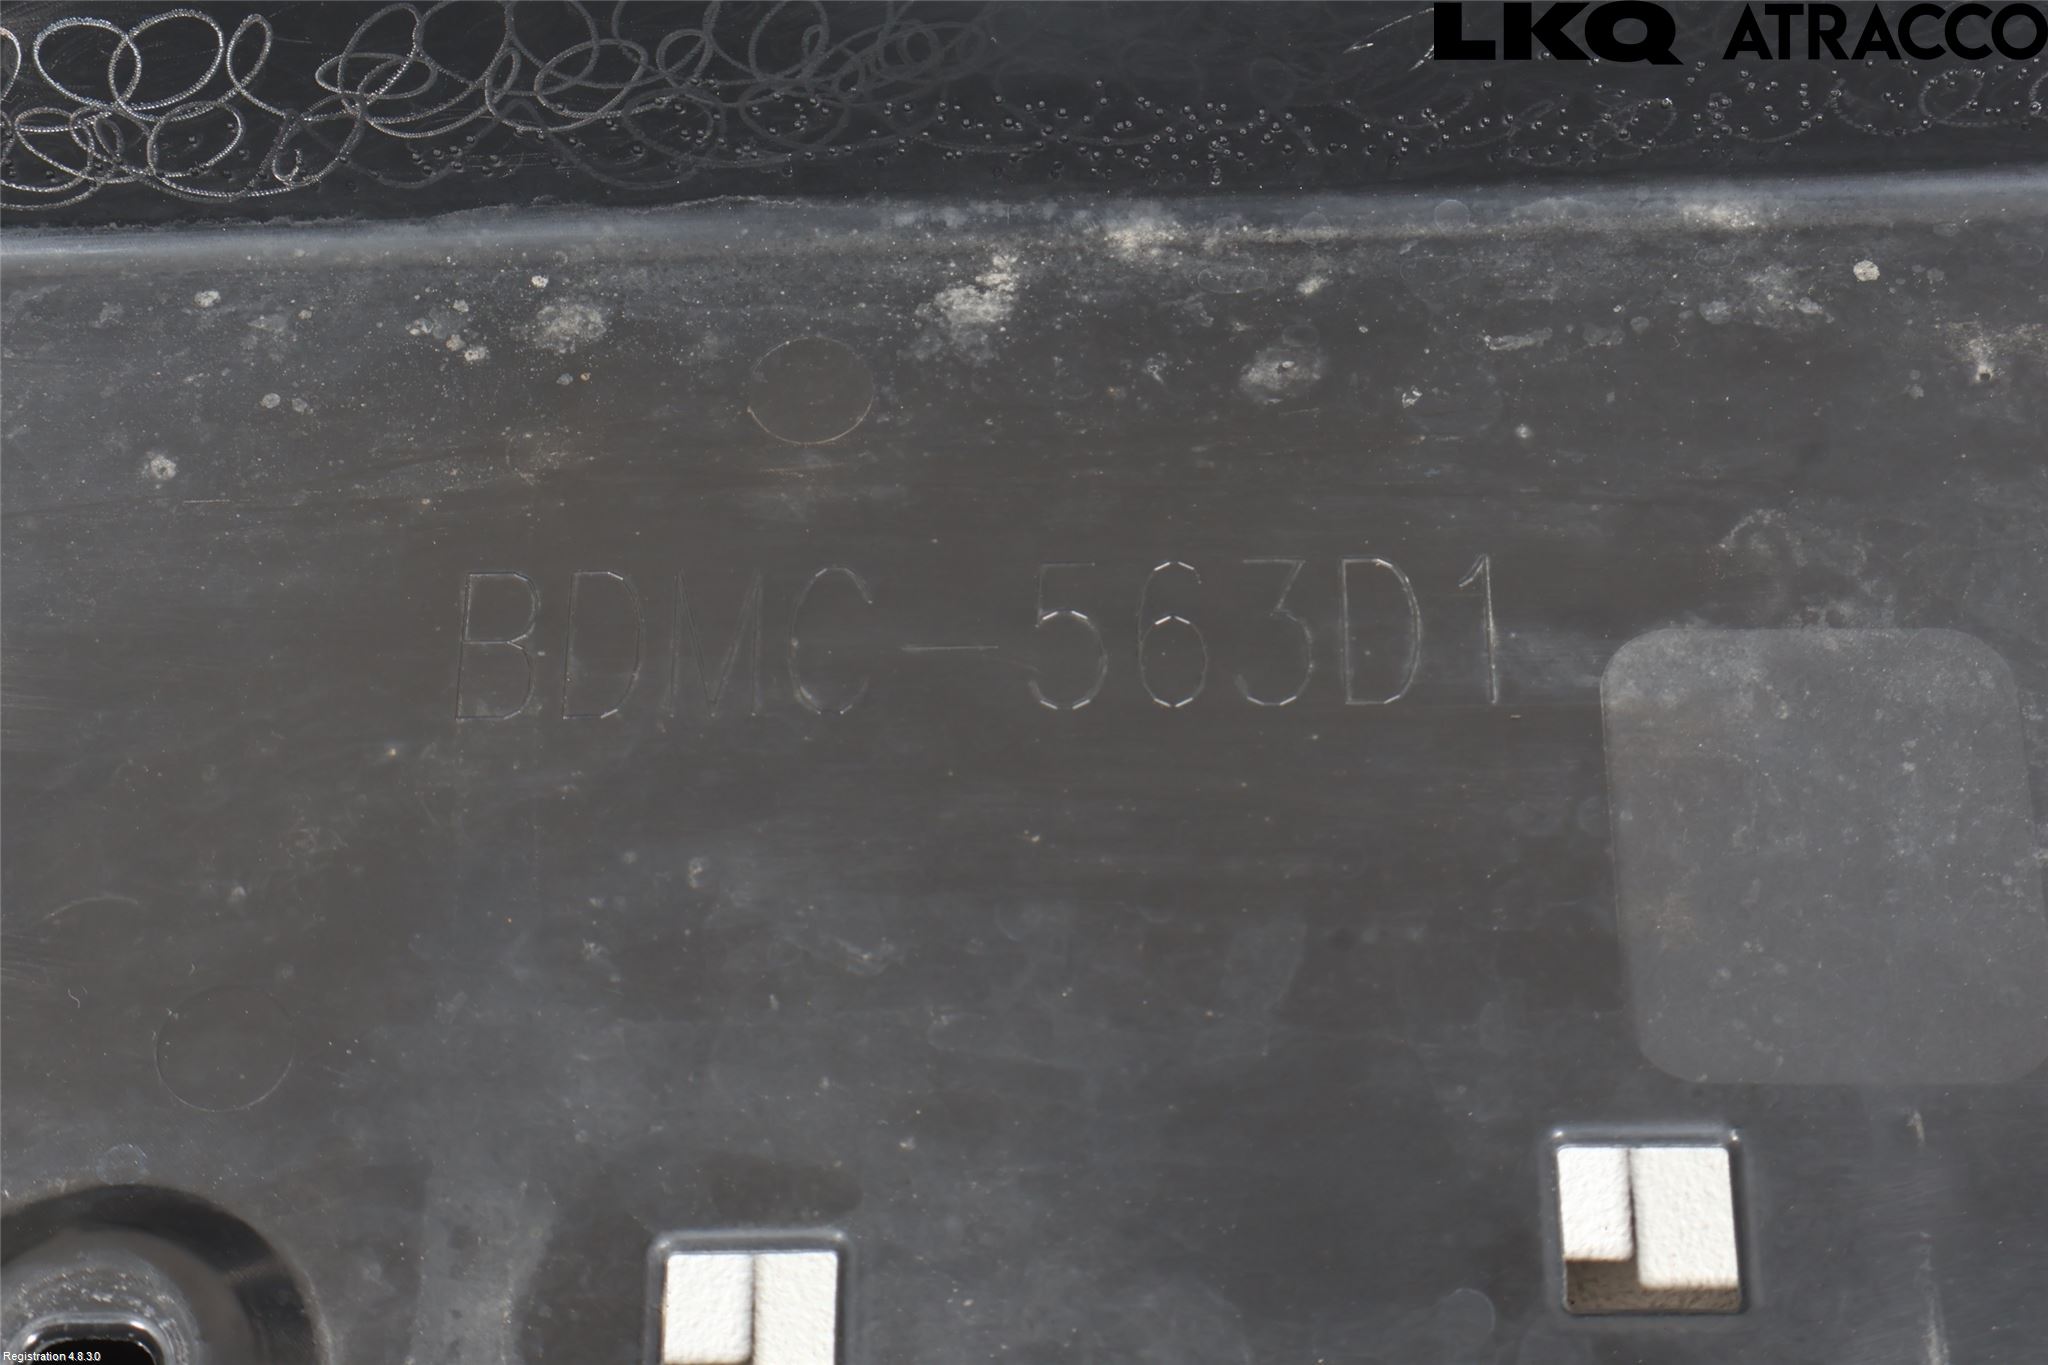 LKQ ATRACCO
BDMC-563D1
Registration 4.8.3.0